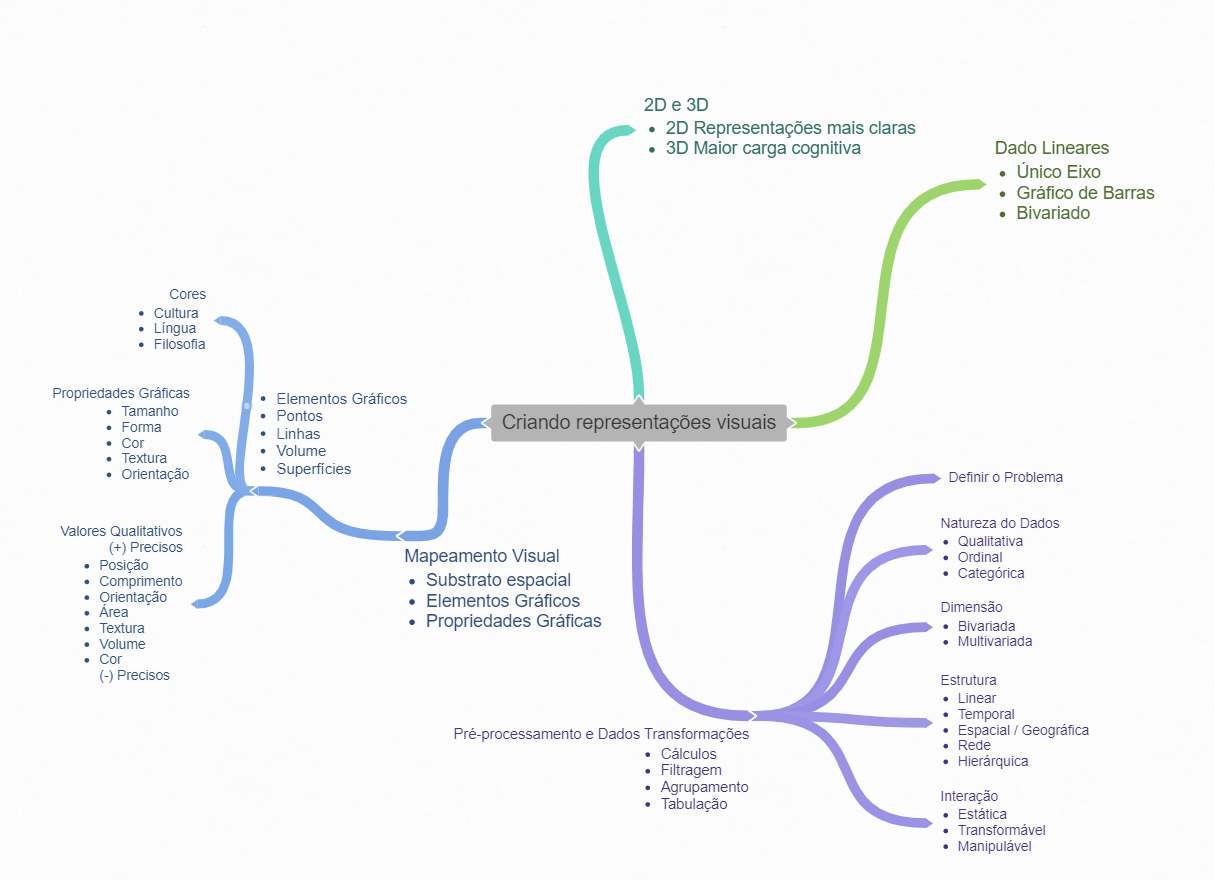 2D e 3D
2D Representações mais claras
3D Maior carga cognitiva
Dado Lineares
Único Eixo
Gráfico de Barras
Bivariado
Cores
Cultura
Língua
Filosofia
Propriedades Gráficas
Tamanho
Forma
Cor
Textura
Orientação
Elementos Gráficos
Pontos
Linhas
Volume
Superfícies
Criando representações visuais
Valores Qualitativos
(+) Precisos
Posição
Comprimento
Orientação
Área
Textura
Volume
Cor
(-) Precisos
Mapeamento Visual
Substrato espacial
Elementos Gráficos
Propriedades Gráficas
Pré-processamento e Dados Transformações
Cálculos
Filtragem
Agrupamento
Tabulação
Definir o Problema
Natureza do Dados
Qualitativa
Ordinal
Categórica
Dimensão
Bivariada
Multivariada
Estrutura
Linear
Temporal
Espacial / Geográfica
Rede
Hierárquica
Interação
Estática
Transformável
Manipulável